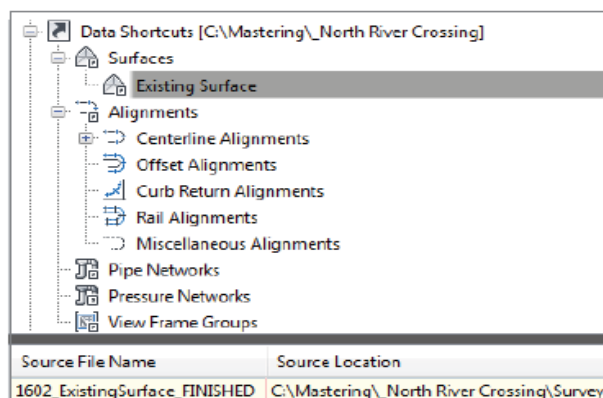 Data Shortcuts [C:\Mastering\_North River Crossing]
Surfaces
Existing Surface
Alignments
Centerline Alignments
Offset Alignments
Curb Return Alignments
Rail Alignments
Miscellaneous Alignments
Pipe Networks
Pressure Networks
View Frame Groups
Source File Name Source Location
1602_ExistingSurface_FINISHED C:\Mastering\_North River Crossing\Survey